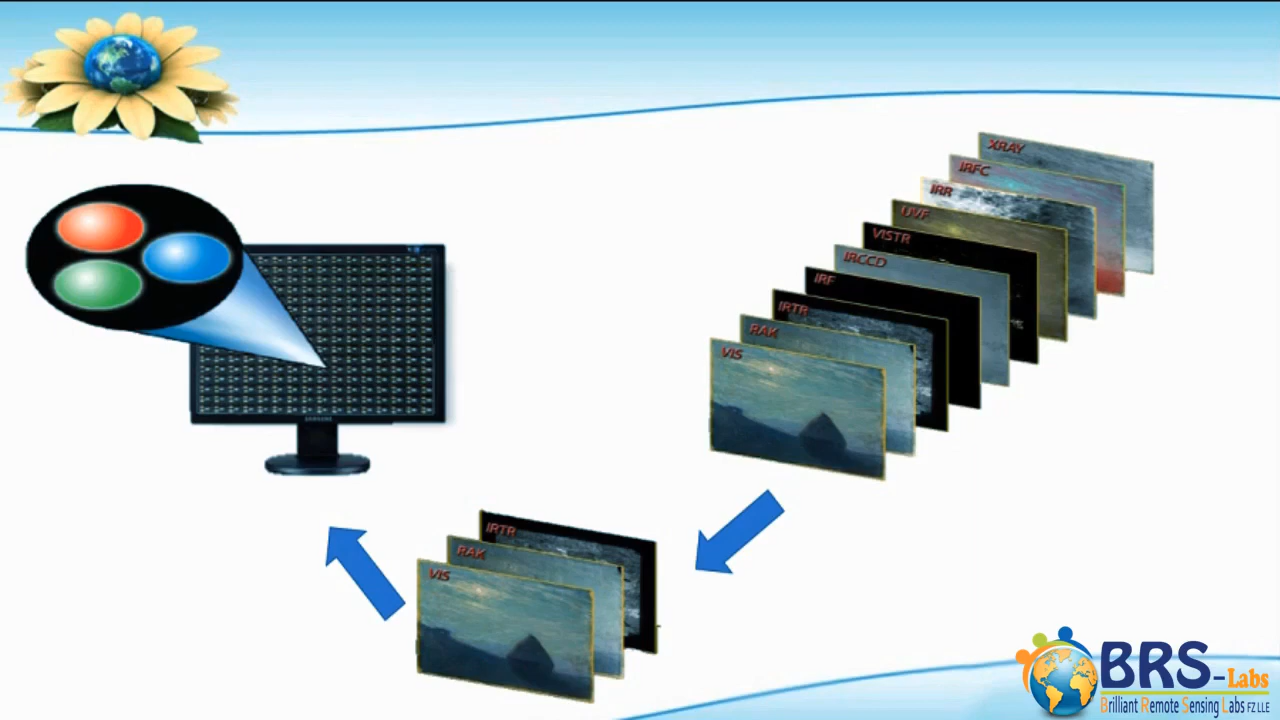 XRAY
IRFC
IRR
UVF
VISTR
IRCCD
IRF
IRTR
RAK
VIS
SAMSUNG
IRTR
RAK
VIS
BRS-Labs
Brilliant Remote Sensing Labs FZ LLE